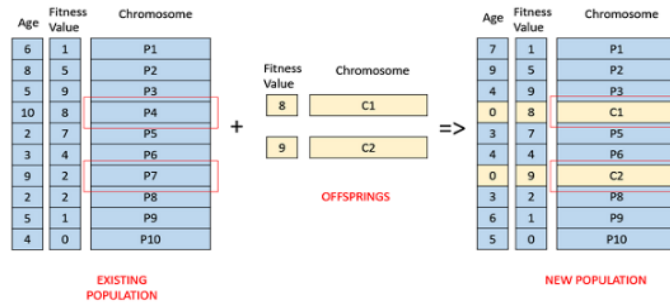 Age Fitness Value Chromosome
6 1 P1
8 5 P2
5 9 P3
10 8 P4
2 7 P5
3 4 P6
9 2 P7
2 2 P8
5 1 P9
4 0 P10
EXISTING
POPULATION
+
Fitness Value Chromosome
8 C1
9 C2
OFFSPRINGS
=>
Age Fitness Value Chromosome
7 1 P1
9 5 P2
4 9 P3
0 8 C1
3 7 P5
4 4 P6
0 9 C2
3 2 P8
6 1 P9
5 0 P10
NEW POPULATION